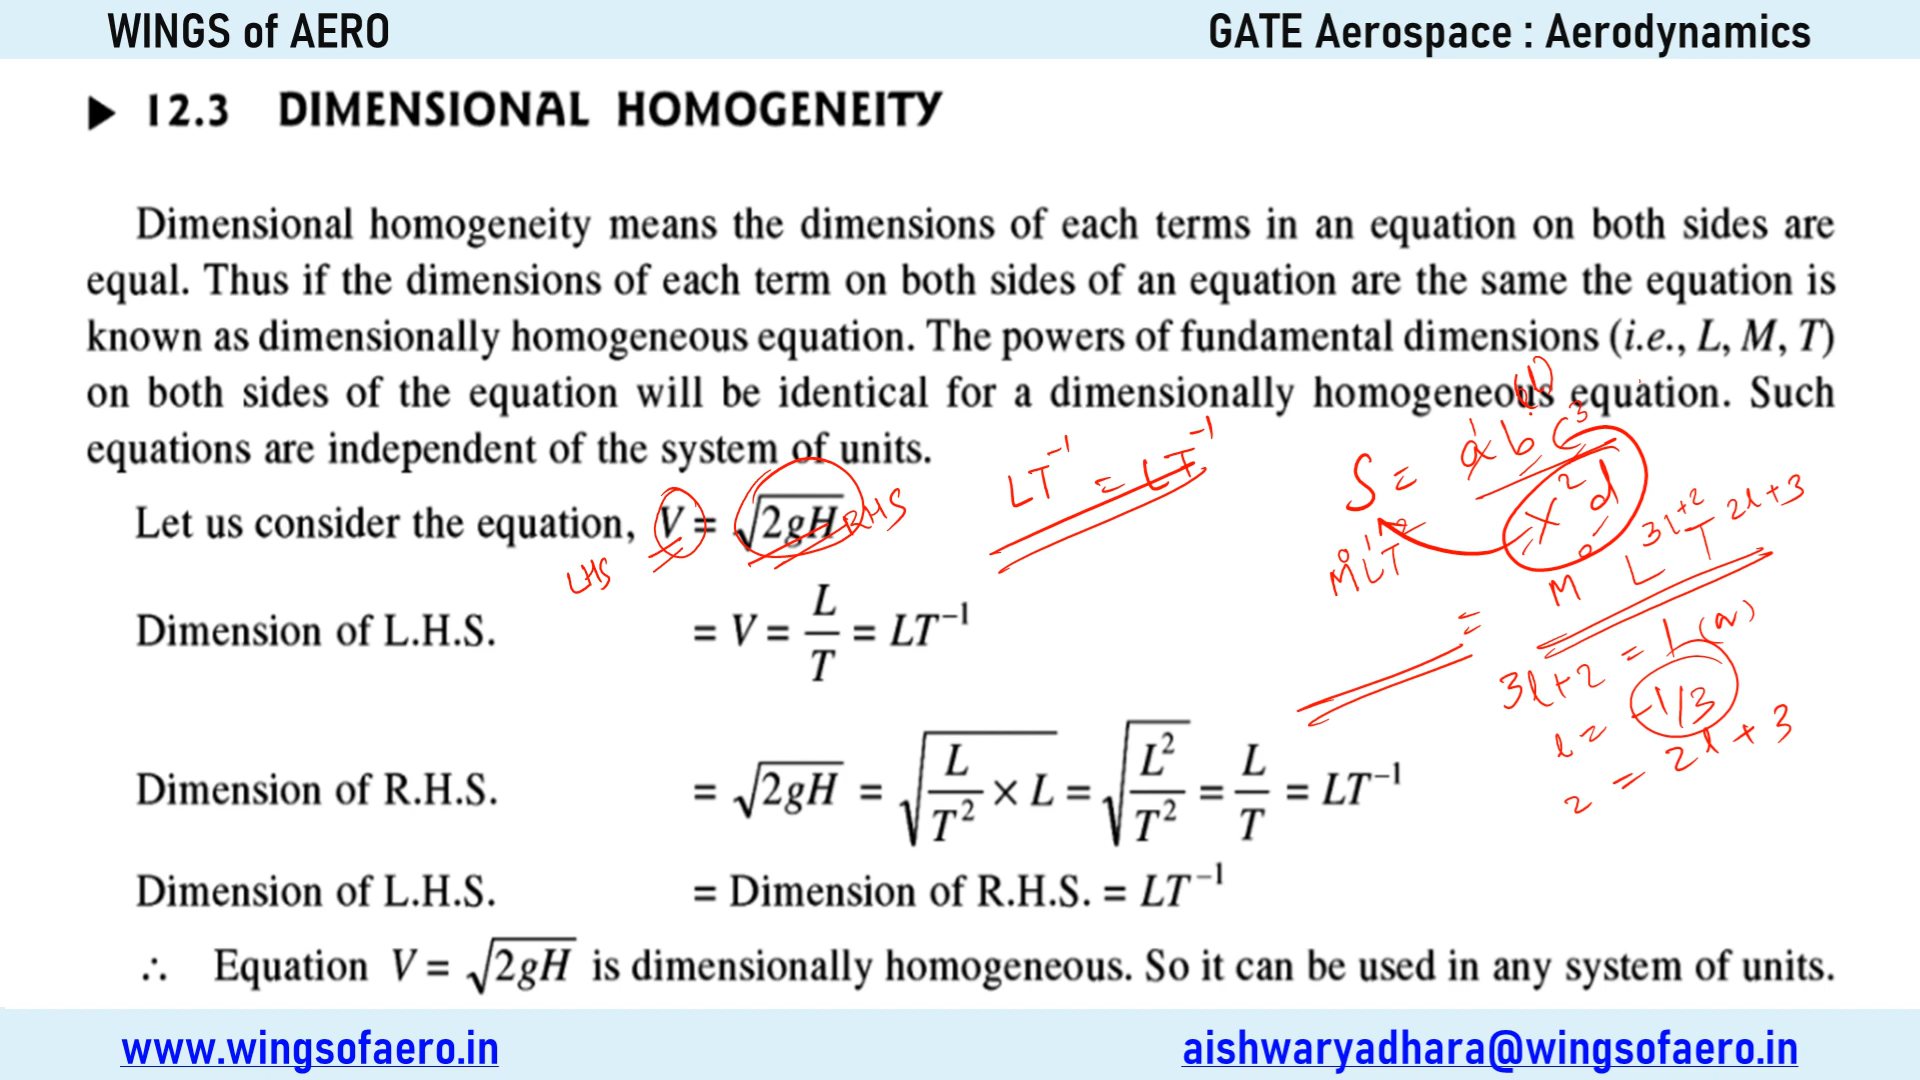 WINGS of AERO GATE Aerospace : Aerodynamics
▶ 12.3 DIMENSIONAL HOMOGENEITY
Dimensional homogeneity means the dimensions of each terms in an equation on both sides are
equal. Thus if the dimensions of each term on both sides of an equation are the same the equation is
known as dimensionally homogeneous equation. The powers of fundamental dimensions (i.e., L, M, T)
on both sides of the equation will be identical for a dimensionally homogeneous equation. Such
equations are independent of the system of units.
LT⁻¹ = LT⁻¹
Let us consider the equation, V = √2gH
LHS
RHS
Dimension of L.H.S. = V = L/T = LT⁻¹
3l+2 = 1
l = -1/3
= 2l + 3
Dimension of R.H.S. = √2gH = √(L/T² × L) = √(L²/T²) = L/T = LT⁻¹
Dimension of L.H.S. = Dimension of R.H.S. = LT⁻¹
∴ Equation V = √2gH is dimensionally homogeneous. So it can be used in any system of units.
www.wingsofaero.in aishwaryadhara@wingsofaero.in